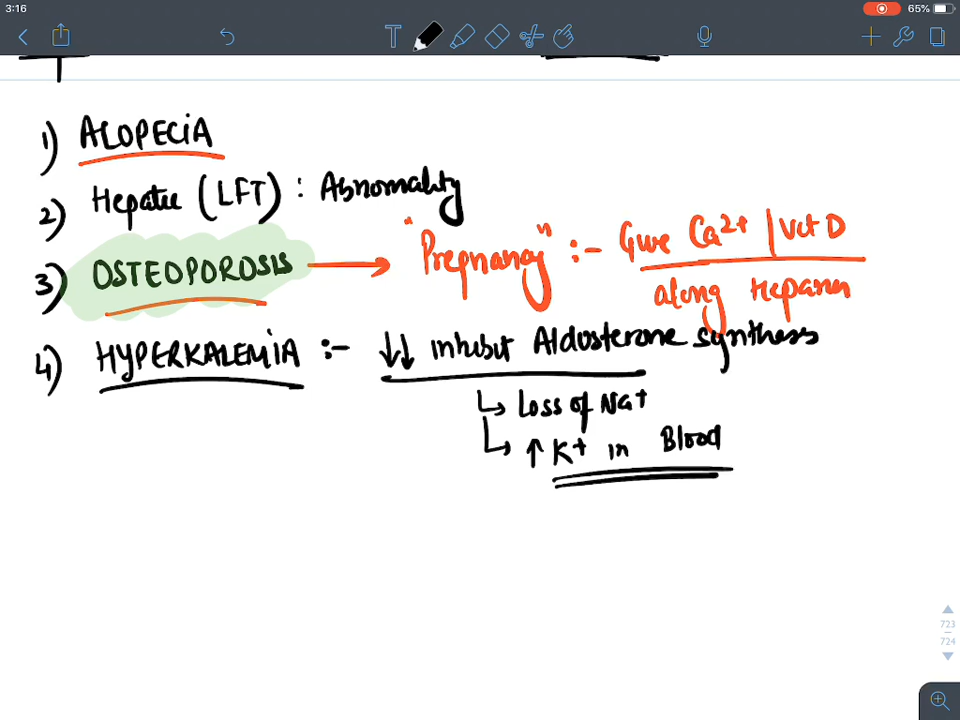 3:16
65%
T
1) ALOPECIA
2) Hepatic (LFT) : Abnomality
3) OSTEOPOROSIS → "Pregnancy" :- Give Ca2+ | Vit D
along Heparin
4) HYPERKALEMIA :- ↓↓ inhibit Aldosterone synthesis
↳ Loss of Na+
↳ ↑ K+ in Blood
723
724